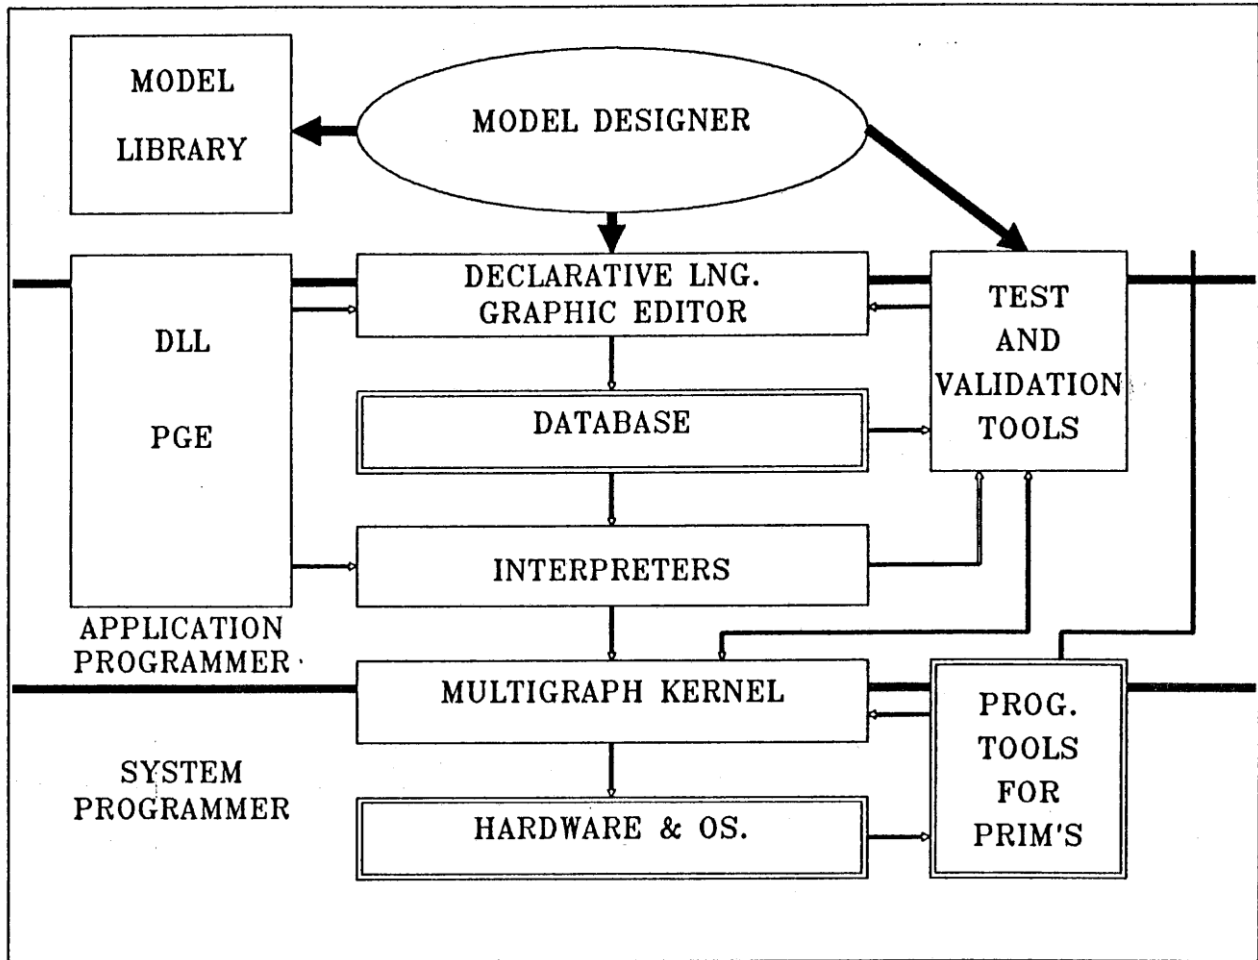 MODEL
LIBRARY
MODEL DESIGNER
DECLARATIVE LNG.
GRAPHIC EDITOR
TEST
AND
VALIDATION
TOOLS
DLL
PGE
DATABASE
INTERPRETERS
APPLICATION
PROGRAMMER
MULTIGRAPH KERNEL
PROG.
TOOLS
FOR
PRIM'S
SYSTEM
PROGRAMMER
HARDWARE & OS.